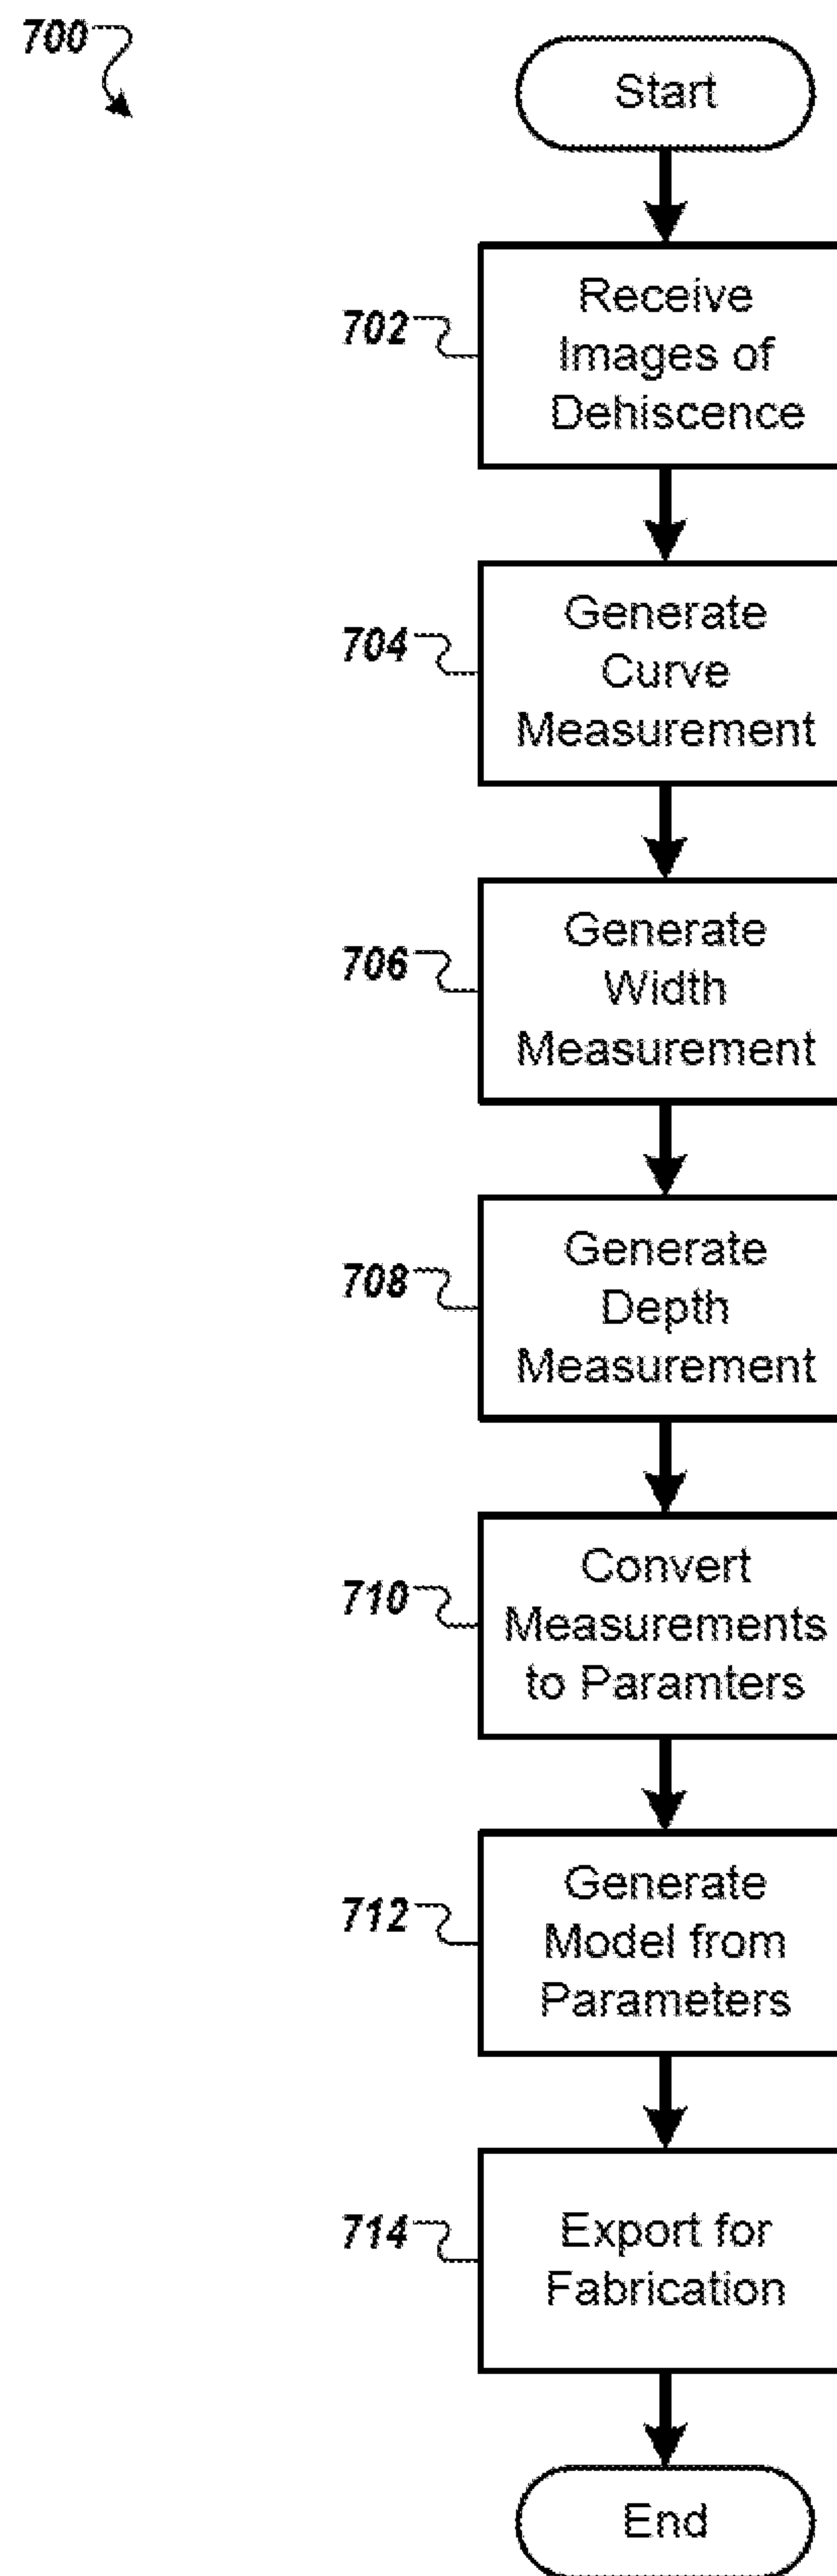 700
Start
702
Receive
Images of
Dehiscence
704
Generate
Curve
Measurement
706
Generate
Width
Measurement
708
Generate
Depth
Measurement
710
Convert
Measurements
to Paramters
712
Generate
Model from
Parameters
714
Export for
Fabrication
End